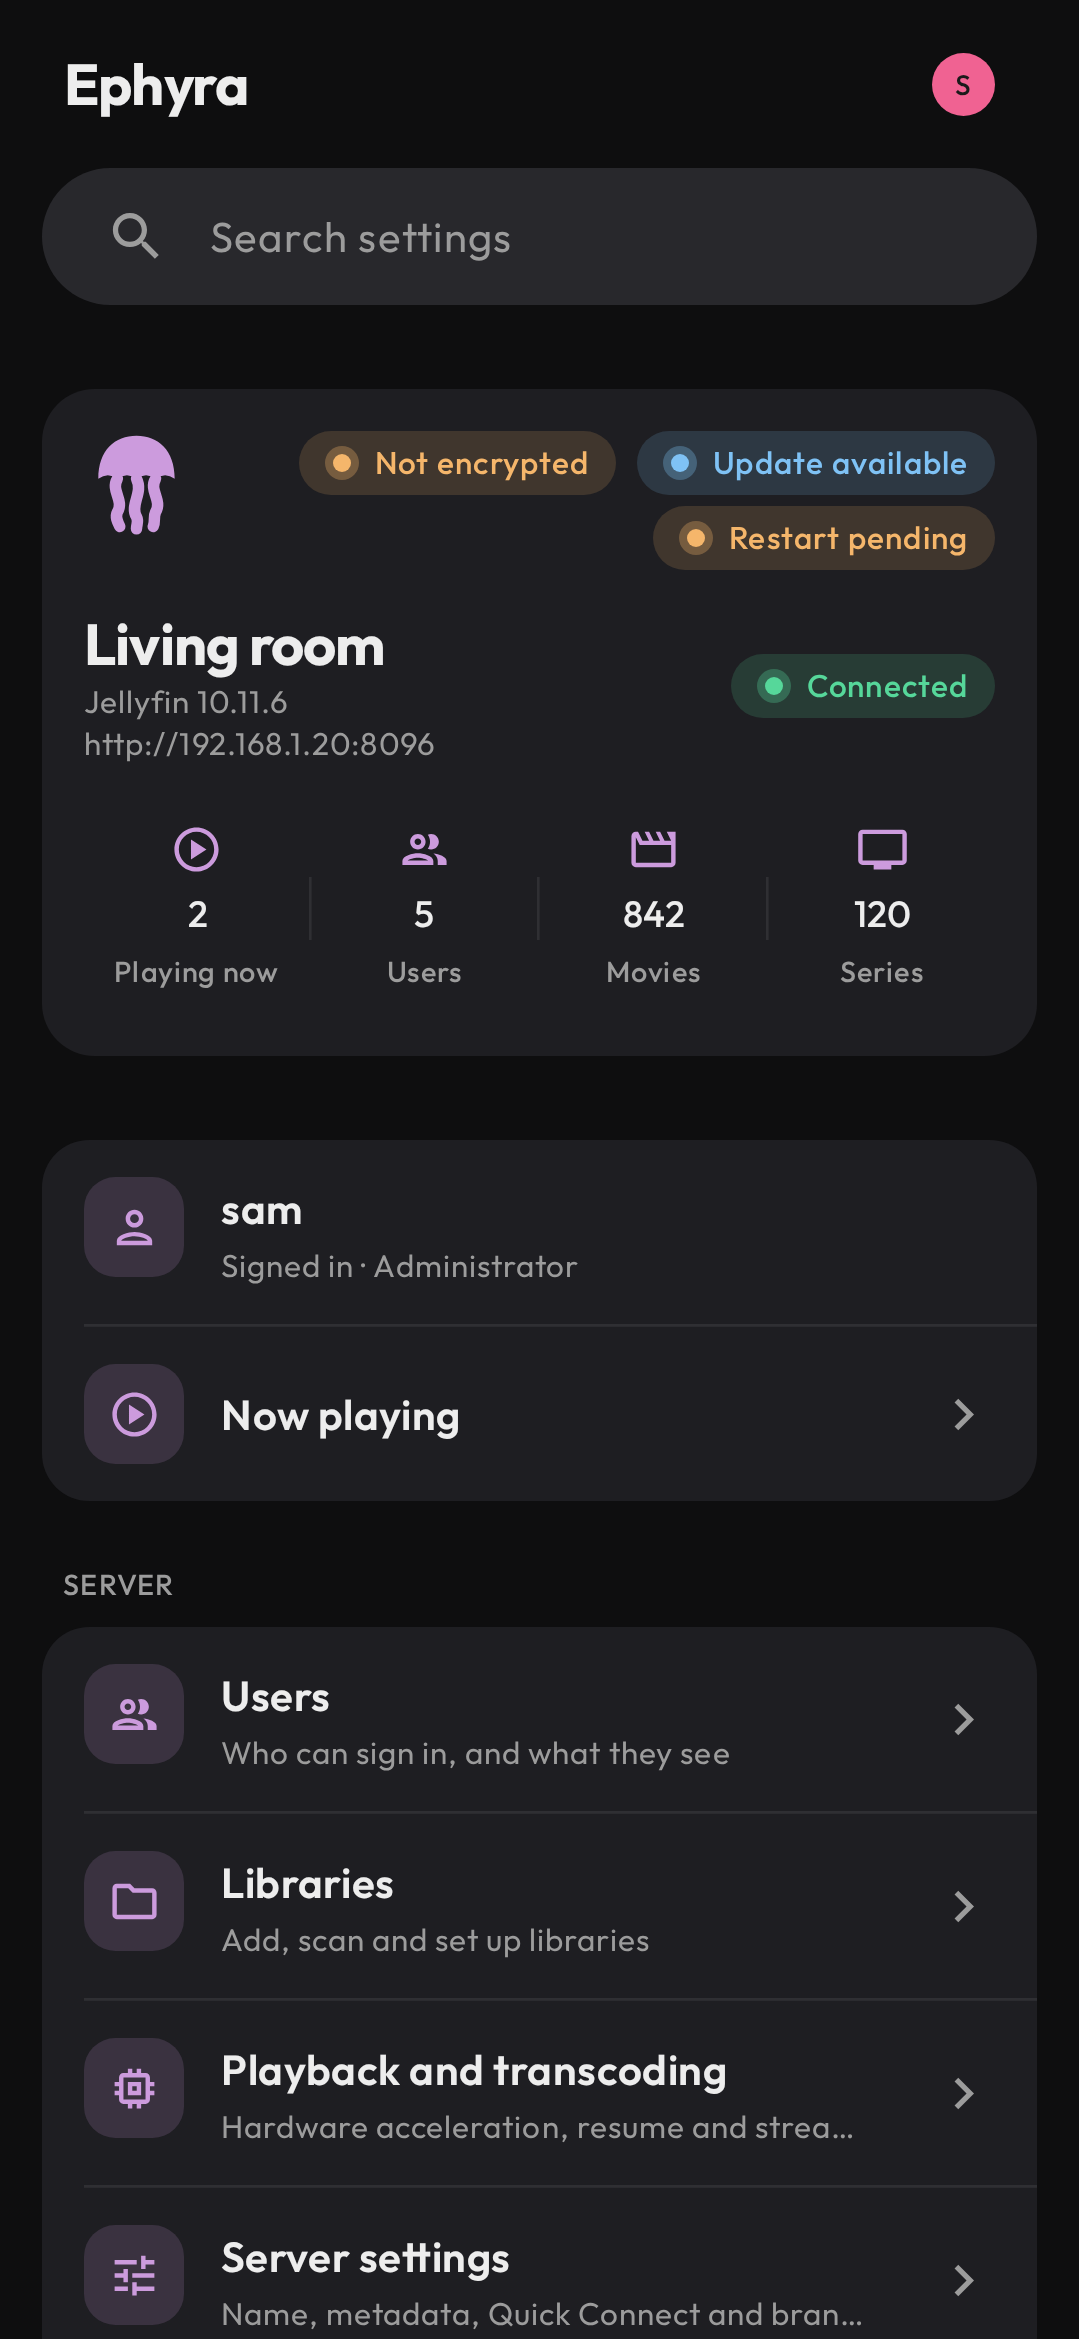 Ephyra
S
Search settings
Not encrypted
Update available
Restart pending
Living room
Jellyfin 10.11.6
http://192.168.1.20:8096
Connected
2
5
842
120
Playing now
Users
Movies
Series
sam
Signed in · Administrator
Now playing
SERVER
Users
Who can sign in, and what they see
Libraries
Add, scan and set up libraries
Playback and transcoding
Hardware acceleration, resume and strea…
Server settings
Name, metadata, Quick Connect and bran…